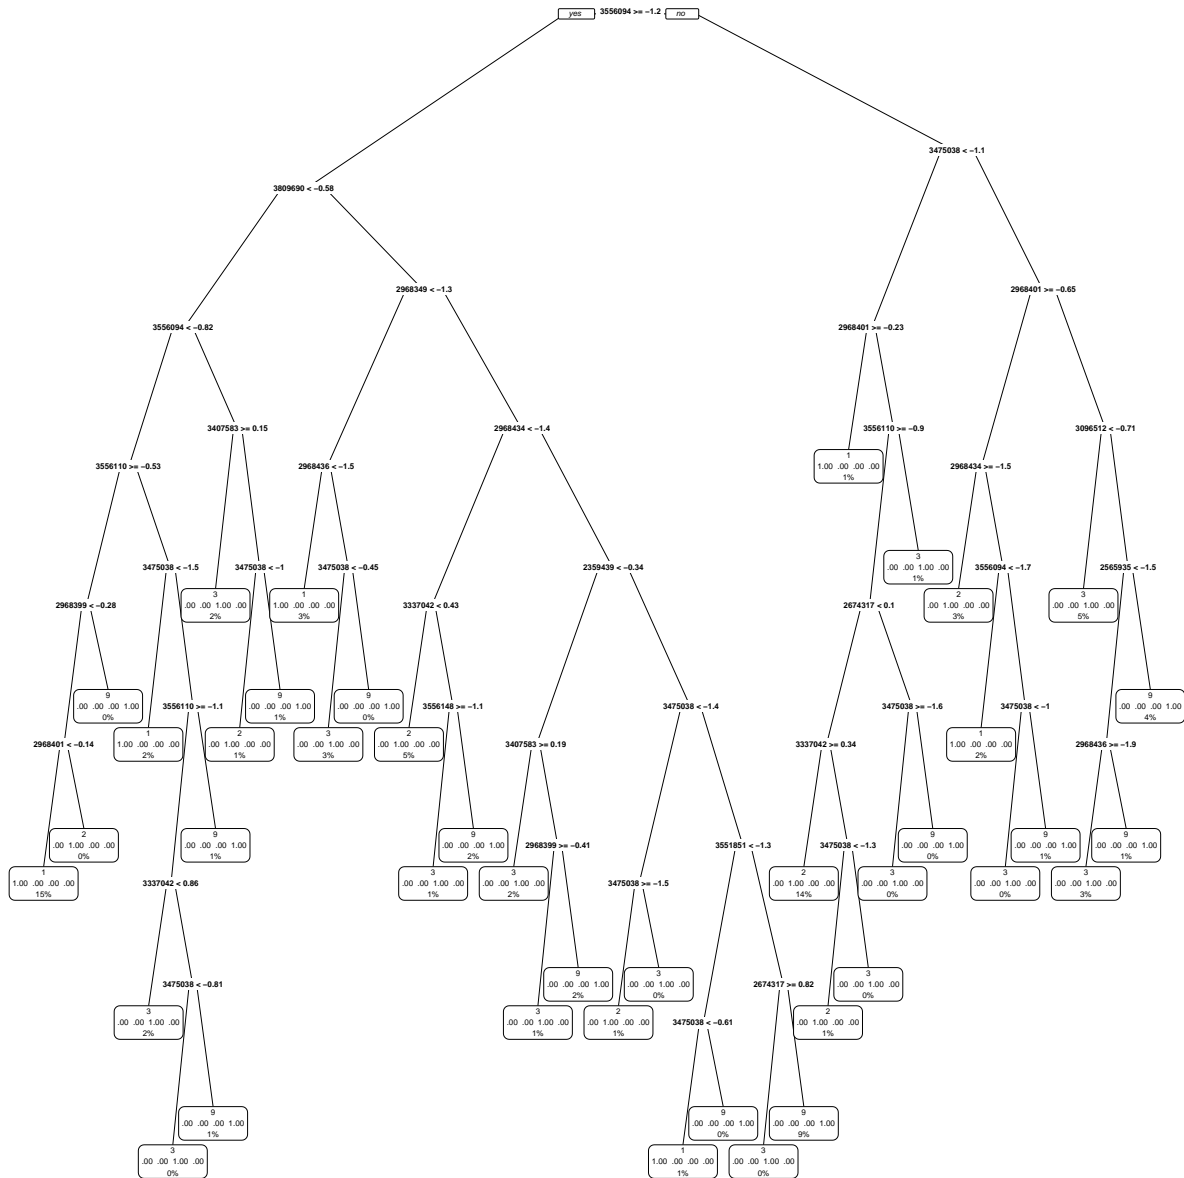 yes 3556094 >= −1.2 no
3475038 < −1.1
3809690 < −0.58
2968349 < −1.3
2968401 >= −0.65
3556094 < −0.82
2968401 >= −0.23
3407583 >= 0.15
2968434 < −1.4
3556110 >= −0.9
3096512 < −0.71
3556110 >= −0.53
2968436 < −1.5
2968434 >= −1.5
1
1.00 .00 .00 .00
1%
3475038 < −1.5
3475038 < −1
3475038 < −0.45
2359439 < −0.34
3
.00 .00 1.00 .00
1%
3556094 < −1.7
2565935 < −1.5
2968399 < −0.28
3
.00 .00 1.00 .00
2%
1
1.00 .00 .00 .00
3%
3337042 < 0.43
2674317 < 0.1
2
.00 1.00 .00 .00
3%
3
.00 .00 1.00 .00
5%
9
.00 .00 .00 1.00
0%
3556110 >= −1.1
9
.00 .00 .00 1.00
1%
9
.00 .00 .00 1.00
0%
3556148 >= −1.1
3475038 < −1.4
3475038 >= −1.6
3475038 < −1
9
.00 .00 .00 1.00
4%
2968401 < −0.14
1
1.00 .00 .00 .00
2%
2
.00 1.00 .00 .00
1%
3
.00 .00 1.00 .00
3%
2
.00 1.00 .00 .00
5%
3407583 >= 0.19
3337042 >= 0.34
1
1.00 .00 .00 .00
2%
2968436 >= −1.9
2
.00 1.00 .00 .00
0%
9
.00 .00 .00 1.00
1%
9
.00 .00 .00 1.00
2%
2968399 >= −0.41
3551851 < −1.3
3475038 < −1.3
9
.00 .00 .00 1.00
0%
9
.00 .00 .00 1.00
1%
9
.00 .00 .00 1.00
1%
1
1.00 .00 .00 .00
15%
3337042 < 0.86
3
.00 .00 1.00 .00
1%
3
.00 .00 1.00 .00
2%
3475038 >= −1.5
2
.00 1.00 .00 .00
14%
3
.00 .00 1.00 .00
0%
3
.00 .00 1.00 .00
0%
3
.00 .00 1.00 .00
3%
3475038 < −0.81
9
.00 .00 .00 1.00
2%
3
.00 .00 1.00 .00
0%
2674317 >= 0.82
3
.00 .00 1.00 .00
0%
3
.00 .00 1.00 .00
2%
3
.00 .00 1.00 .00
1%
2
.00 1.00 .00 .00
1%
3475038 < −0.61
2
.00 1.00 .00 .00
1%
9
.00 .00 .00 1.00
1%
9
.00 .00 .00 1.00
0%
9
.00 .00 .00 1.00
9%
3
.00 .00 1.00 .00
0%
1
1.00 .00 .00 .00
1%
3
.00 .00 1.00 .00
0%